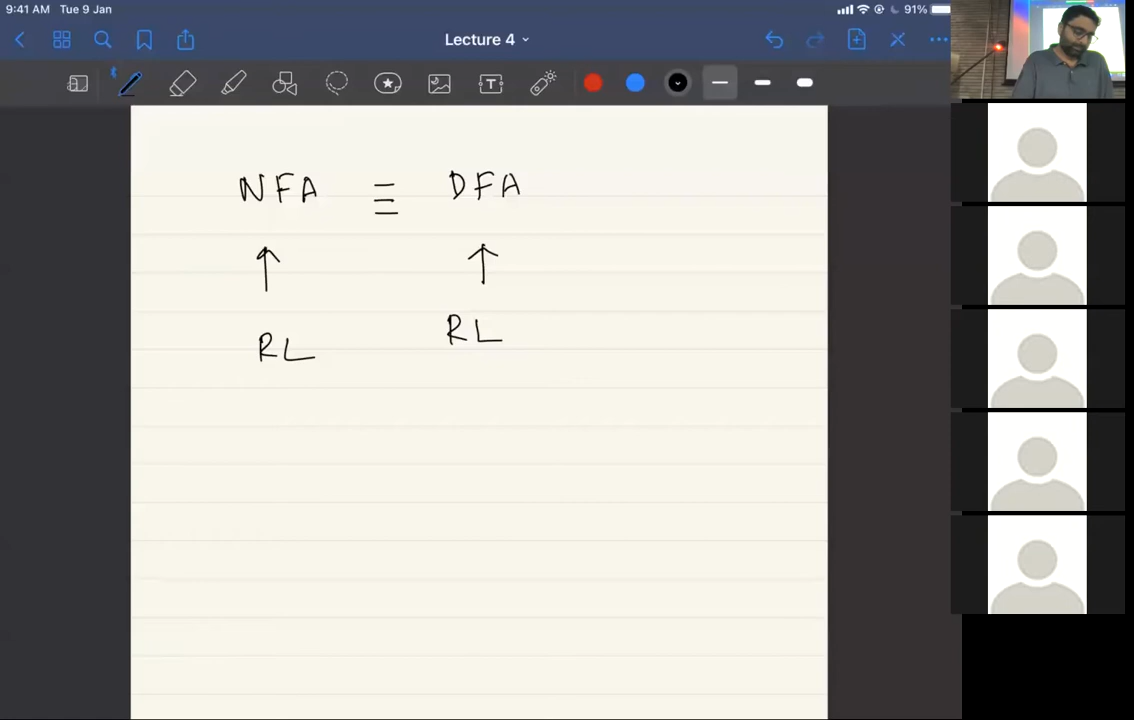 9:41 AM Tue 9 Jan
91%
Lecture 4
NFA ≡ DFA
↑ ↑
RL RL